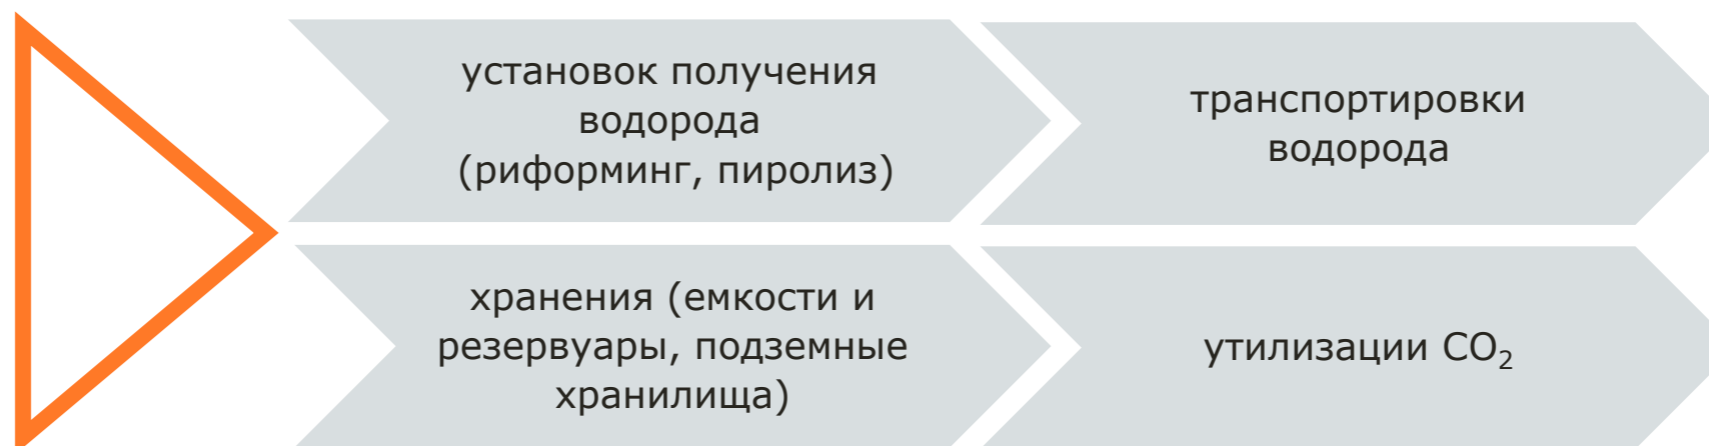 установок получения
водорода
(риформинг, пиролиз)
транспортировки
водорода
хранения (емкости и
резервуары, подземные
хранилища)
утилизации CO₂